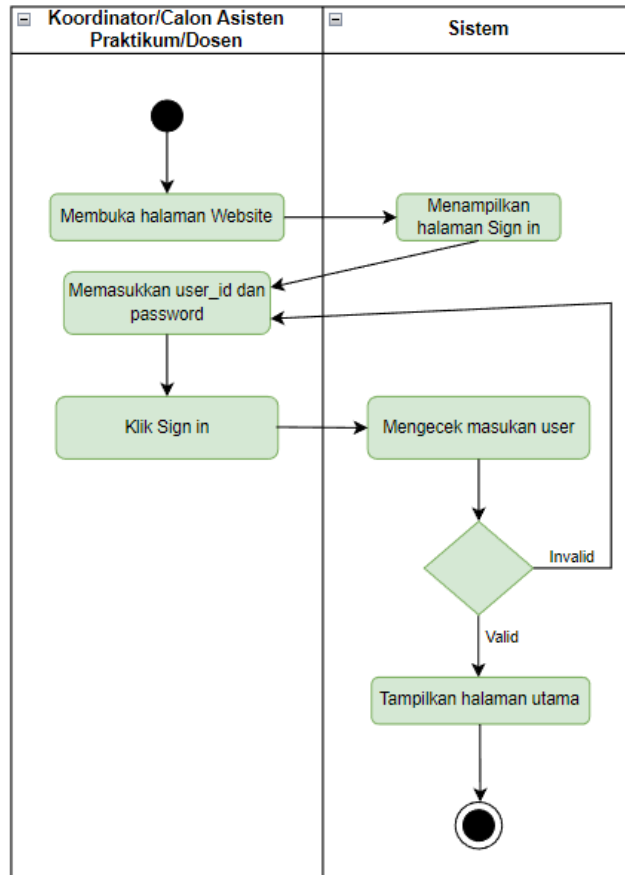 Koordinator/Calon Asisten
Praktikum/Dosen
Sistem
Membuka halaman Website
Menampilkan
halaman Sign in
Memasukkan user_id dan
password
Klik Sign in
Mengecek masukan user
Invalid
Valid
Tampilkan halaman utama